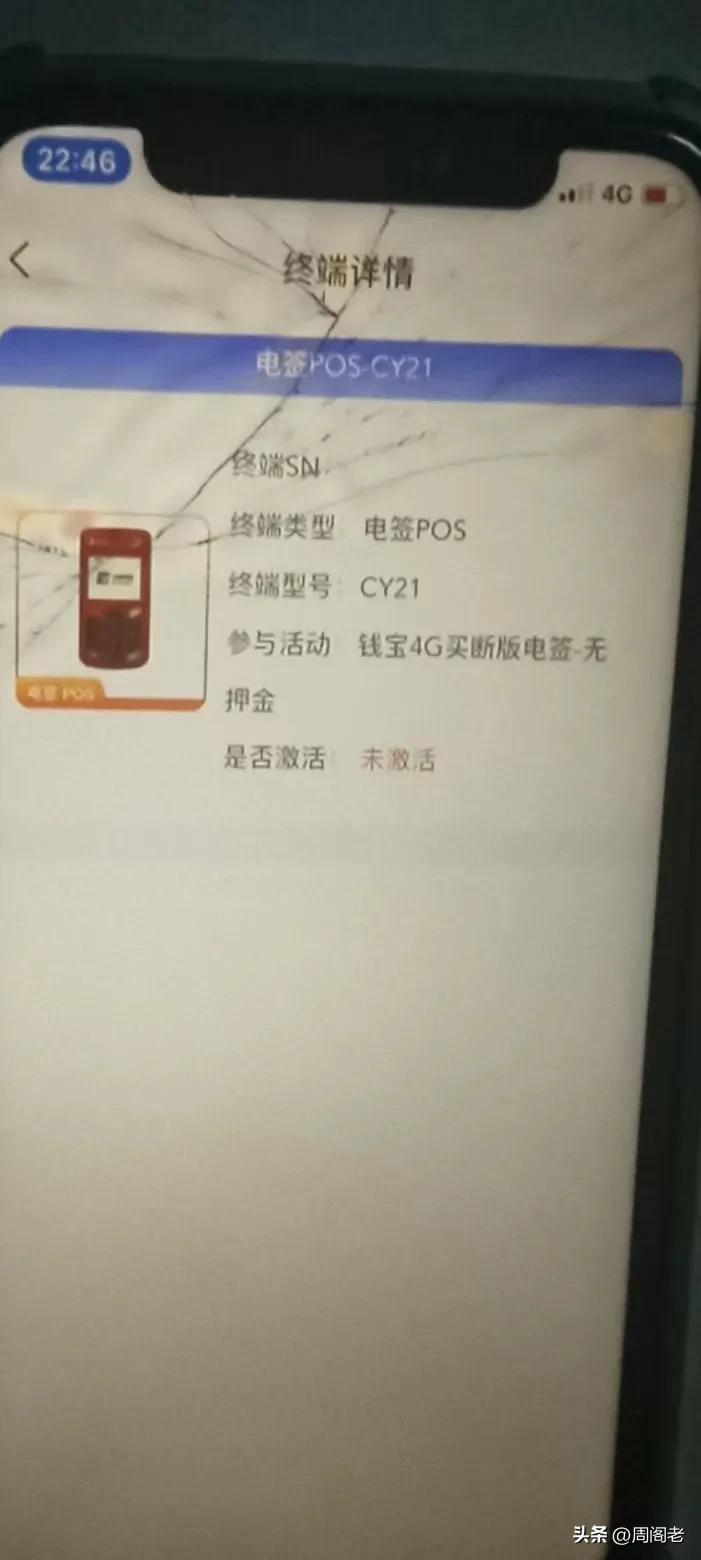 22:46
4G
终端详情
电签POS-CY21
终端SN
终端类型： 电签POS
终端型号： CY21
参与活动 钱宝4G买断版电签-无
押金
是否激活： 未激活
电签 POS
头条 @周阁老